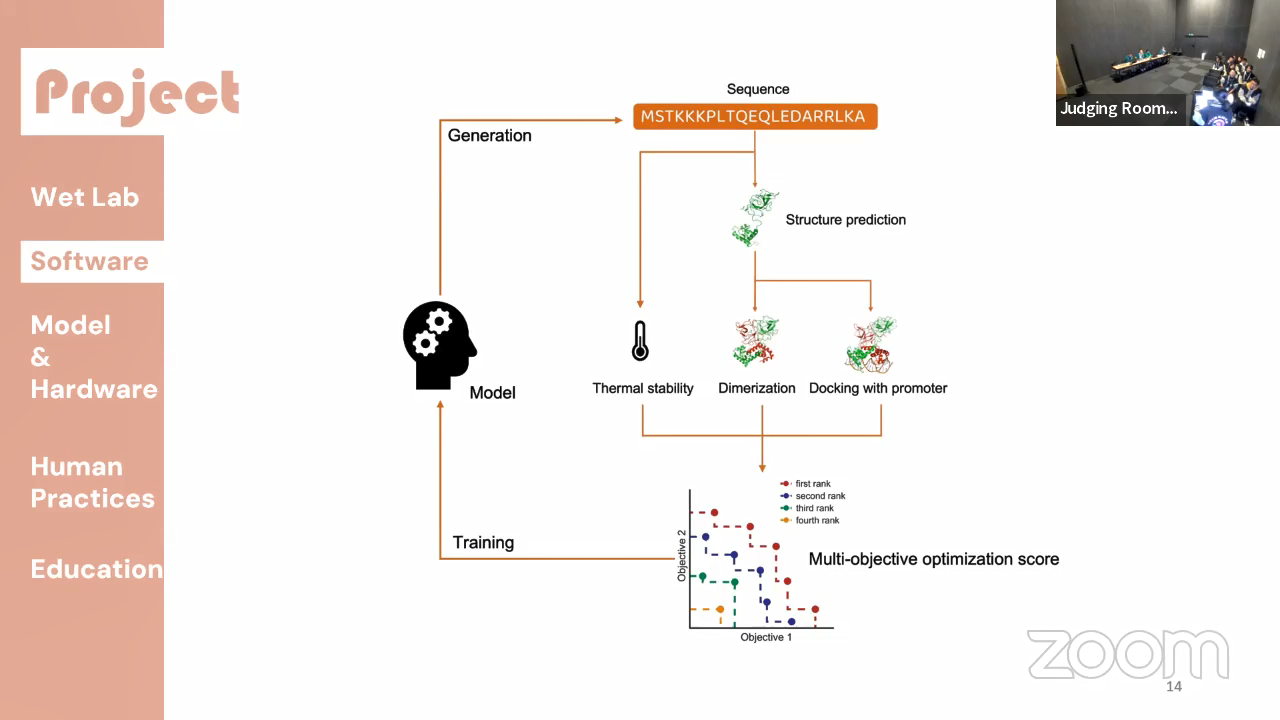 Project
Wet Lab
Software
Model
&
Hardware
Human
Practices
Education
Sequence
MSTKKKPLTQEQLEDARRLKA
Generation
Structure prediction
Model
Thermal stability
Dimerization
Docking with promoter
first rank
second rank
third rank
fourth rank
Training
Objective 2
Multi-objective optimization score
Objective 1
Judging Room...
zoom
14